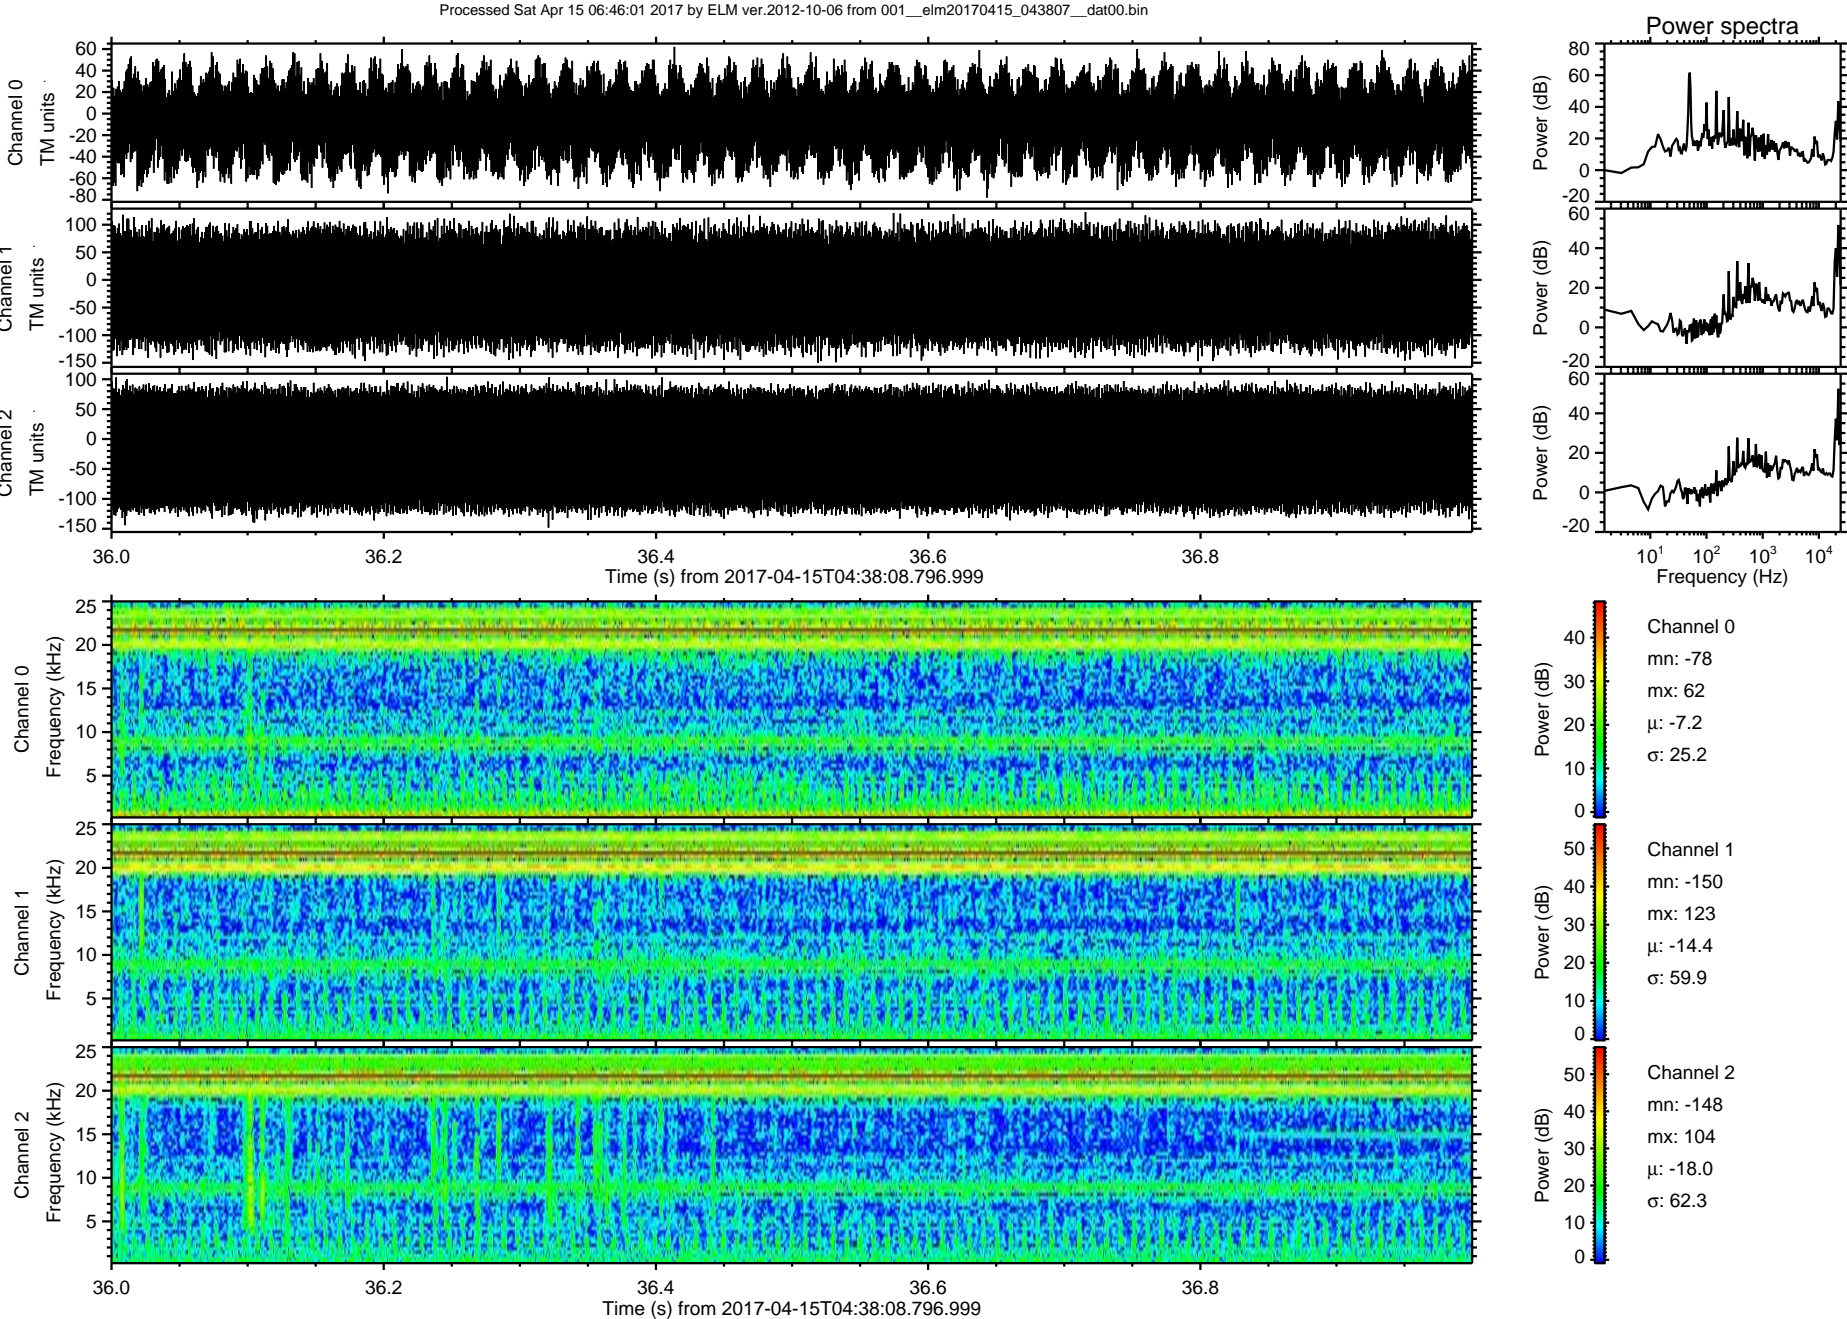 Processed Sat Apr 15 06:46:01 2017 by ELM ver.2012-10-06 from 001__elm20170415_043807__dat00.bin
Power spectra
Channel 0
TM units
60
40
20
0
-20
-40
-60
-80
Power (dB)
80
60
40
20
0
-20
Channel 1
TM units
100
50
0
-50
-100
-150
Power (dB)
60
40
20
0
-20
Channel 2
TM units
100
50
0
-50
-100
-150
Power (dB)
60
40
20
0
-20
36.0 36.2 36.4 36.6 36.8
Time (s) from 2017-04-15T04:38:08.796.999
10^1 10^2 10^3 10^4
Frequency (Hz)
Channel 0
Frequency (kHz)
25
20
15
10
5
Power (dB)
40
30
20
10
0
Channel 0
mn: -78
mx: 62
μ: -7.2
σ: 25.2
Channel 1
Frequency (kHz)
25
20
15
10
5
Power (dB)
50
40
30
20
10
0
Channel 1
mn: -150
mx: 123
μ: -14.4
σ: 59.9
Channel 2
Frequency (kHz)
25
20
15
10
5
Power (dB)
50
40
30
20
10
0
Channel 2
mn: -148
mx: 104
μ: -18.0
σ: 62.3
36.0 36.2 36.4 36.6 36.8
Time (s) from 2017-04-15T04:38:08.796.999